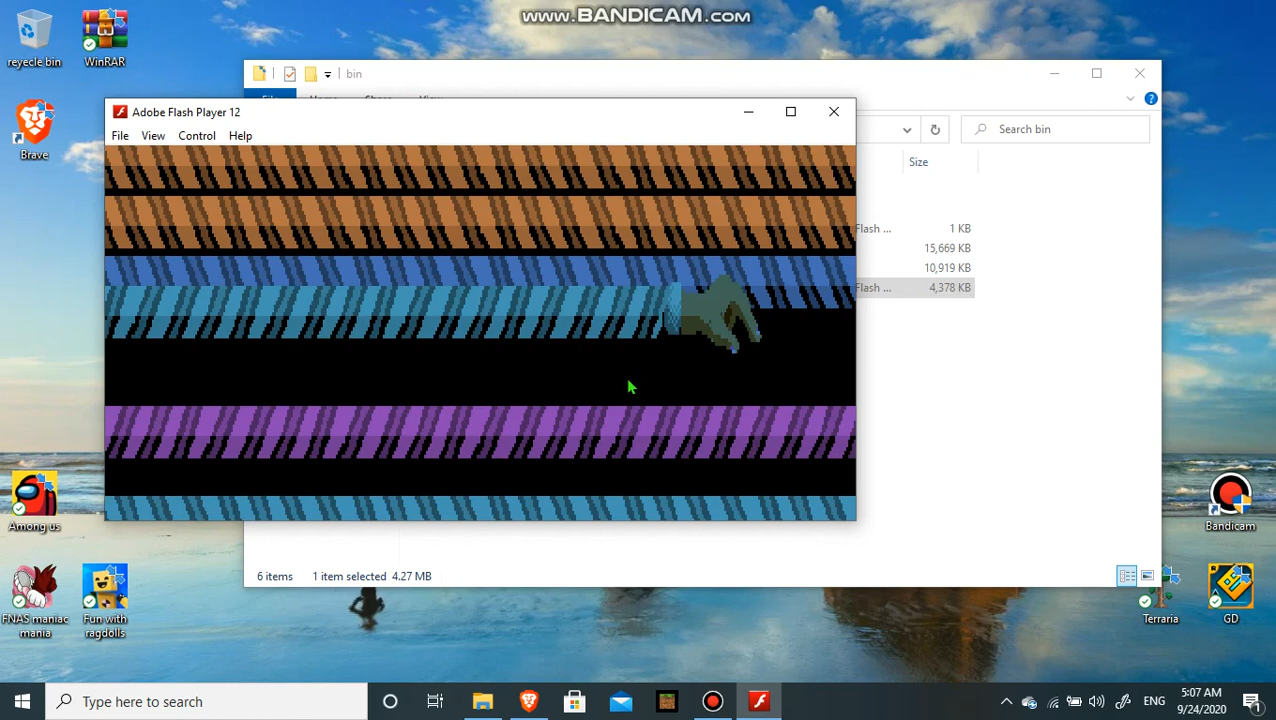 www.BANDICAM.com
reyecle bin
WinRAR
bin
Adobe Flash Player 12
File View Control Help
Search bin
Brave
Size
Flash ... 1 KB
15,669 KB
10,919 KB
Flash ... 4,378 KB
Among us
Bandicam
6 items 1 item selected 4.27 MB
FNAS maniac
mania
Fun with
ragdolls
Terraria
GD
Type here to search
ENG
5:07 AM
9/24/2020
1